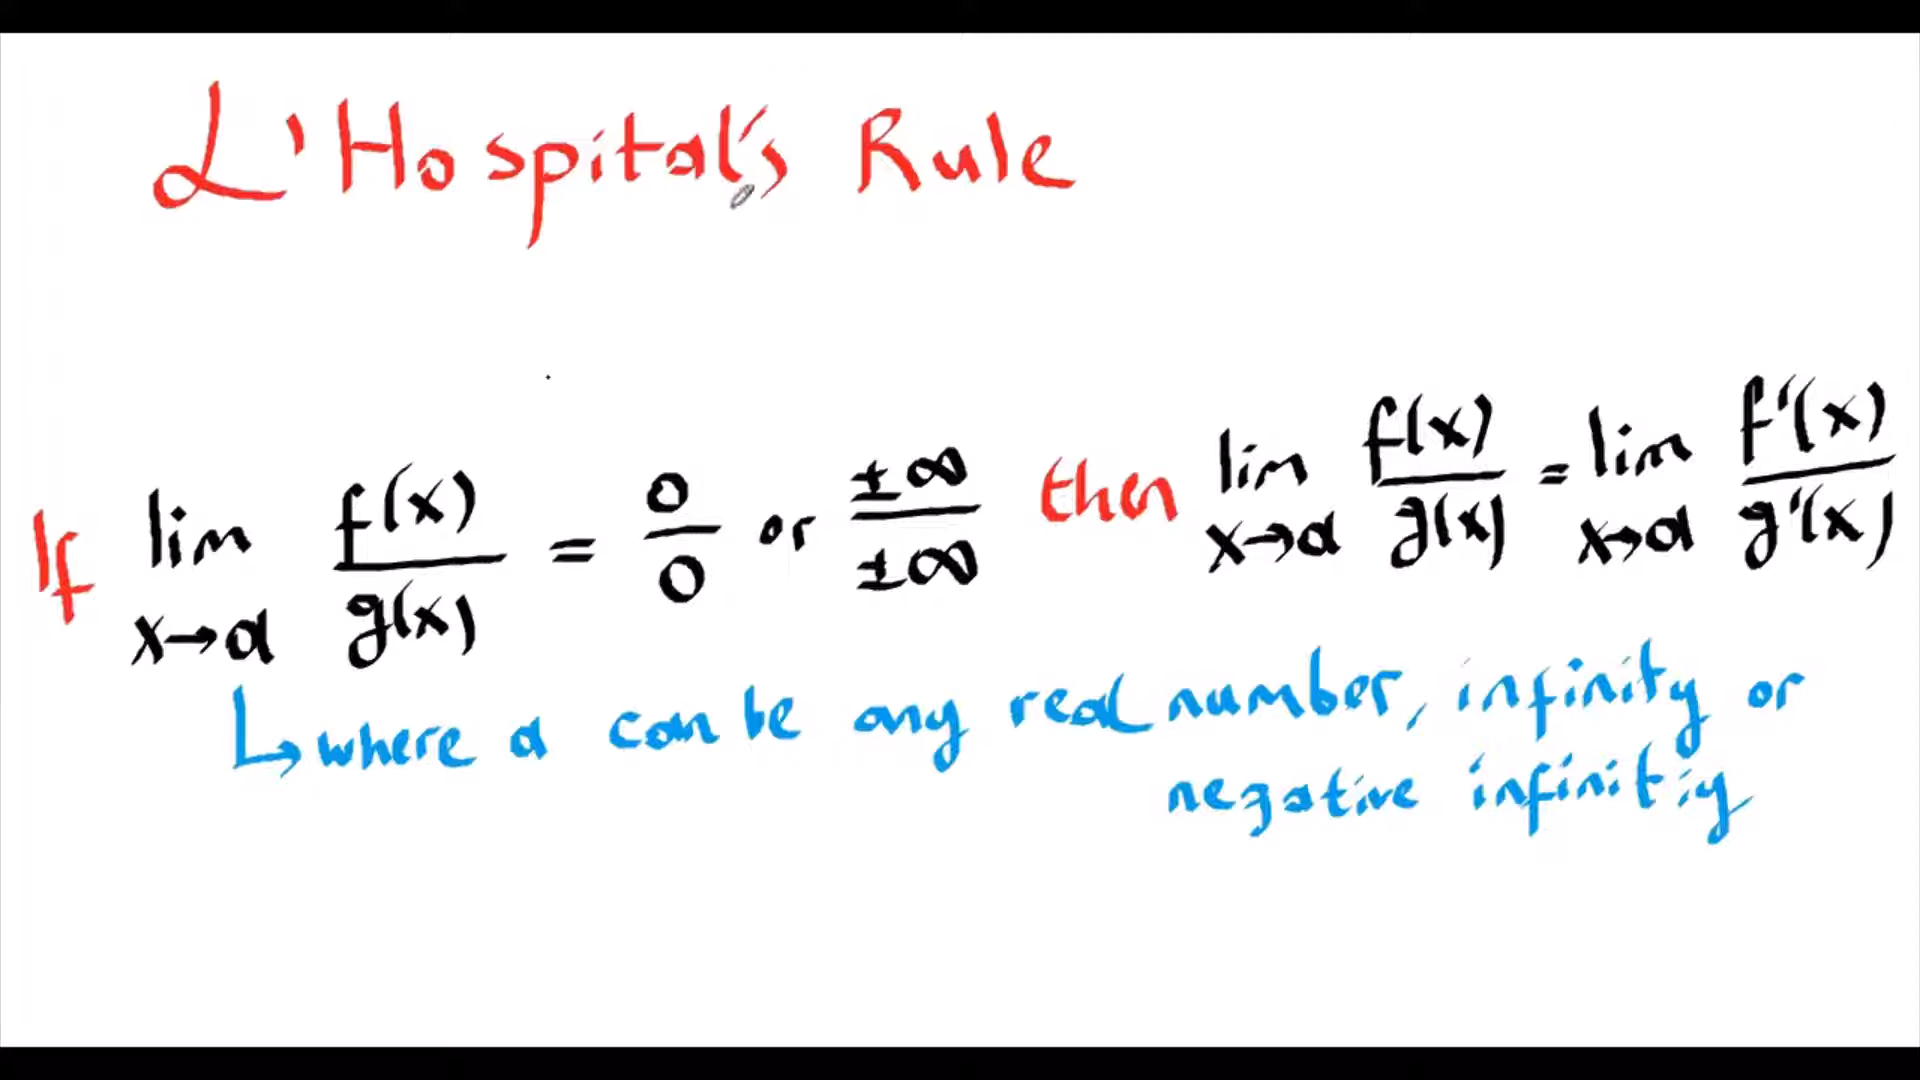 L'Hospital's Rule
If lim x→a f(x)/g(x) = 0/0 or ±∞/±∞ then lim x→a f(x)/g(x) = lim x→a f'(x)/g'(x)
↳ where a can be any real number, infinity or
negative infinitiy